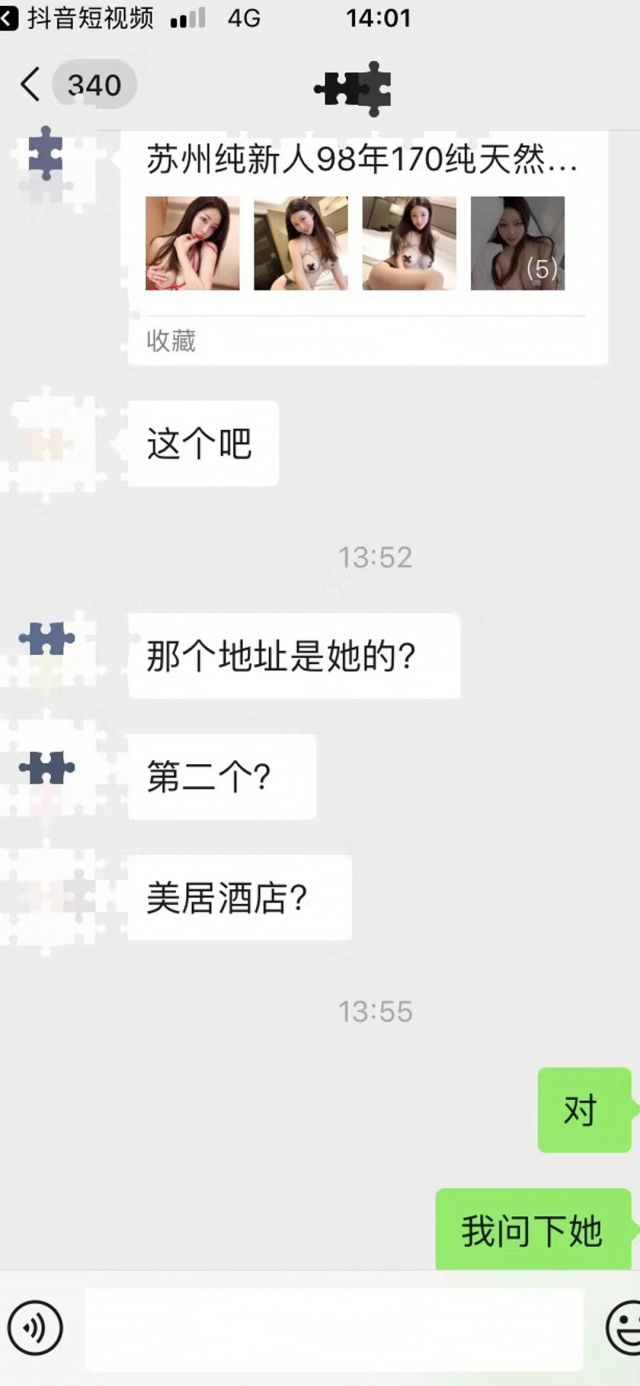 抖音短视频 4G 14:01
340
苏州纯新人98年170纯天然...
(5)
收藏
这个吧
13:52
那个地址是她的?
第二个?
美居酒店?
13:55
对
我问下她